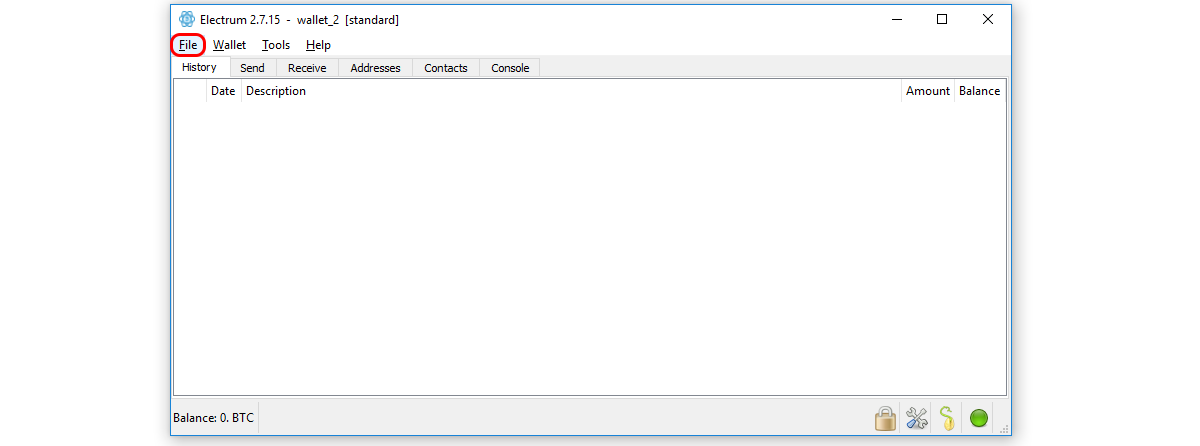 Electrum 2.7.15 - wallet_2 [standard]
File Wallet Tools Help
History Send Receive Addresses Contacts Console
Date Description Amount Balance
Balance: 0. BTC